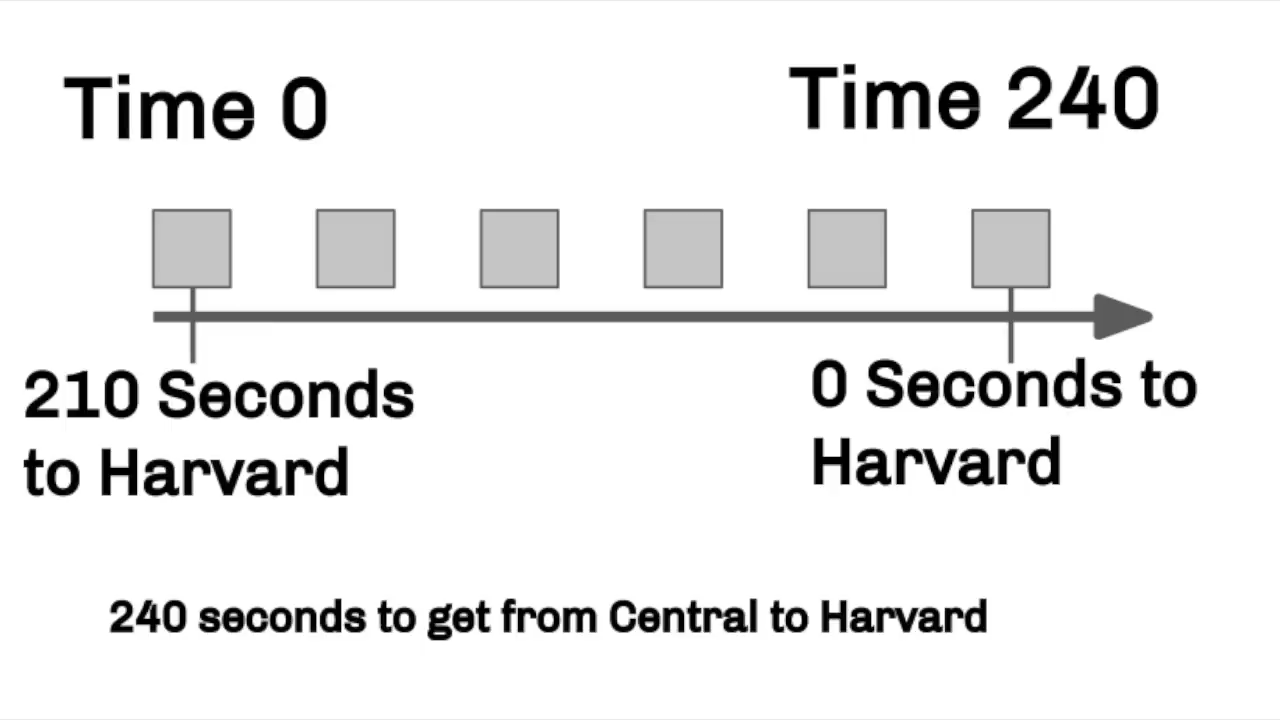 Time 0
Time 240
210 Seconds
to Harvard
0 Seconds to
Harvard
240 seconds to get from Central to Harvard